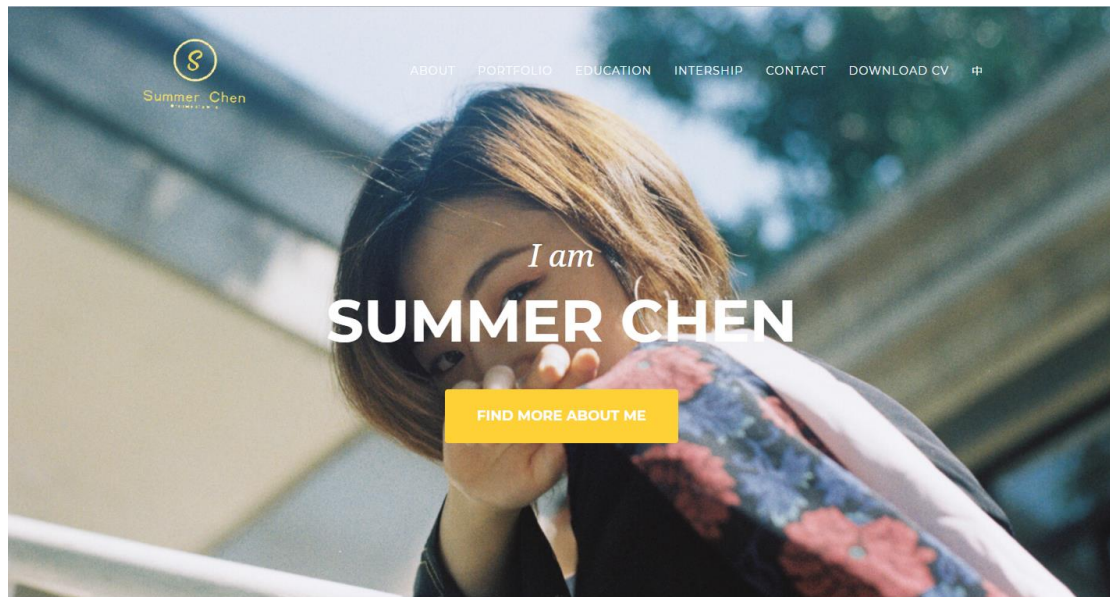 S
Summer Chen
ABOUT PORTFOLIO EDUCATION INTERSHIP CONTACT DOWNLOAD CV 中
I am
SUMMER CHEN
FIND MORE ABOUT ME